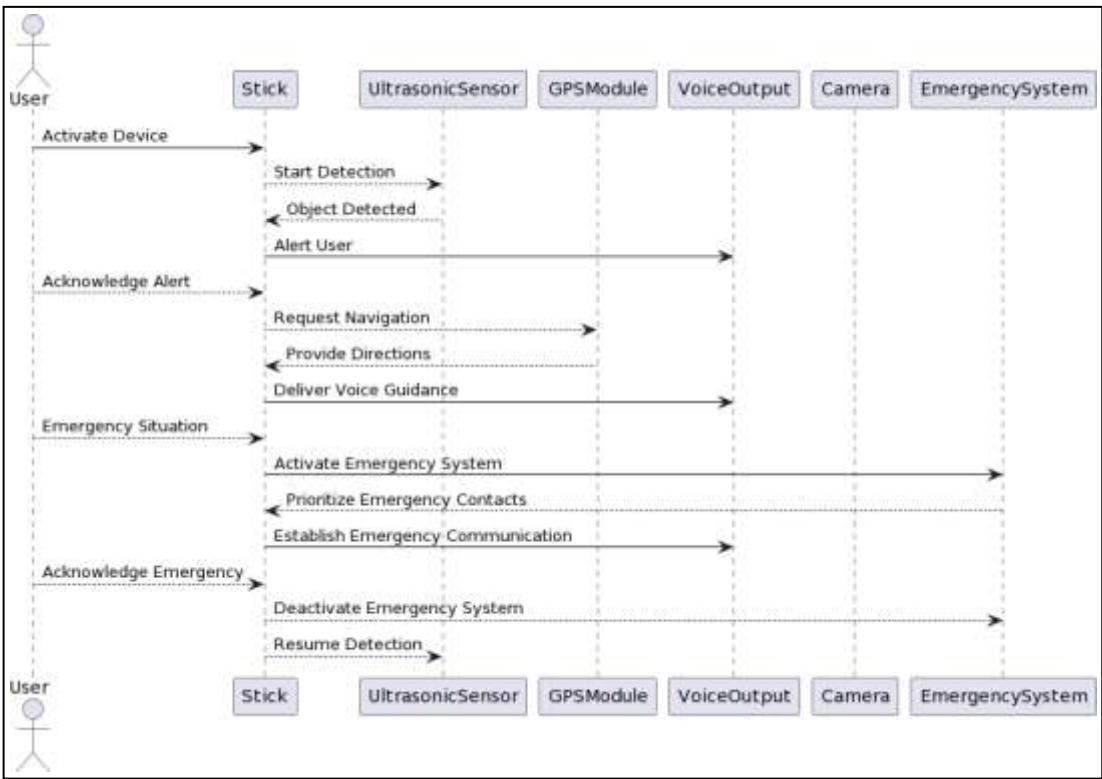 User
Stick
UltrasonicSensor
GPSModule
VoiceOutput
Camera
EmergencySystem
Activate Device
Start Detection
Object Detected
Alert User
Acknowledge Alert
Request Navigation
Provide Directions
Deliver Voice Guidance
Emergency Situation
Activate Emergency System
Prioritize Emergency Contacts
Establish Emergency Communication
Acknowledge Emergency
Deactivate Emergency System
Resume Detection
User
Stick
UltrasonicSensor
GPSModule
VoiceOutput
Camera
EmergencySystem